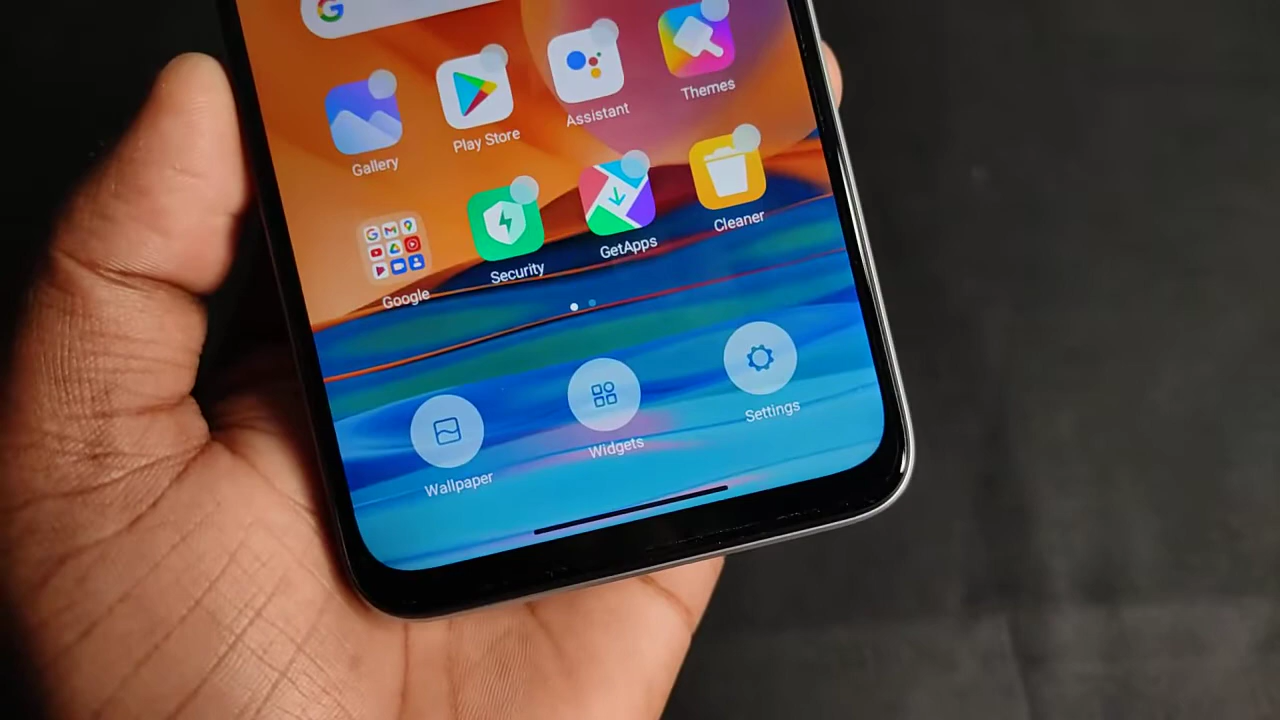 Gallery
Play Store
Assistant
Themes
Google
Security
GetApps
Cleaner
Wallpaper
Widgets
Settings